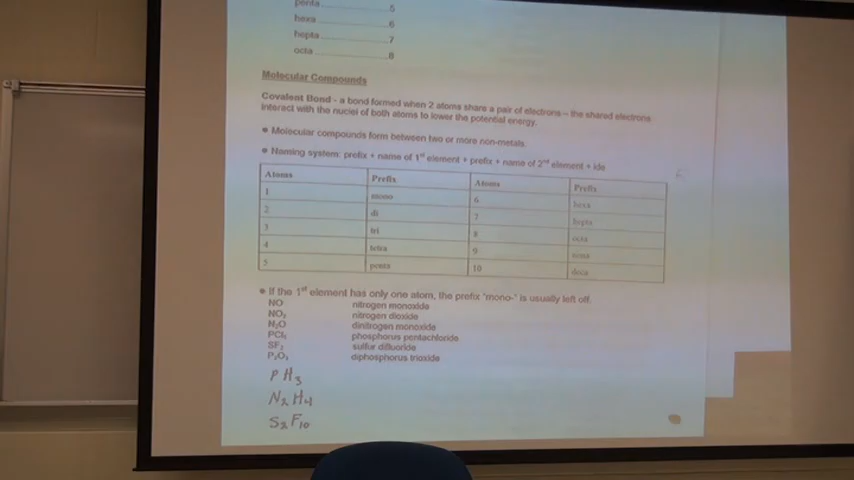 penta 5
hexa 6
hepta 7
octa 8
Molecular Compounds
Covalent Bond - a bond formed when 2 atoms share a pair of electrons – the shared electrons
interact with the nuclei of both atoms to lower the potential energy.
● Molecular compounds form between two or more non-metals
● Naming system: prefix + name of 1st element + prefix + name of 2nd element + ide
Atoms Prefix Atoms Prefix
1 mono 6 hexa
2 di 7 hepta
3 tri 8 octa
4 tetra 9 nona
5 penta 10 deca
● If the 1st element has only one atom, the prefix "mono-" is usually left off.
NO nitrogen monoxide
NO₂ nitrogen dioxide
N₂O dinitrogen monoxide
PCl₅ phosphorus pentachloride
SF₂ sulfur difluoride
P₂O₃ diphosphorus trioxide
PH₃
N₂H₄
S₂F₁₀